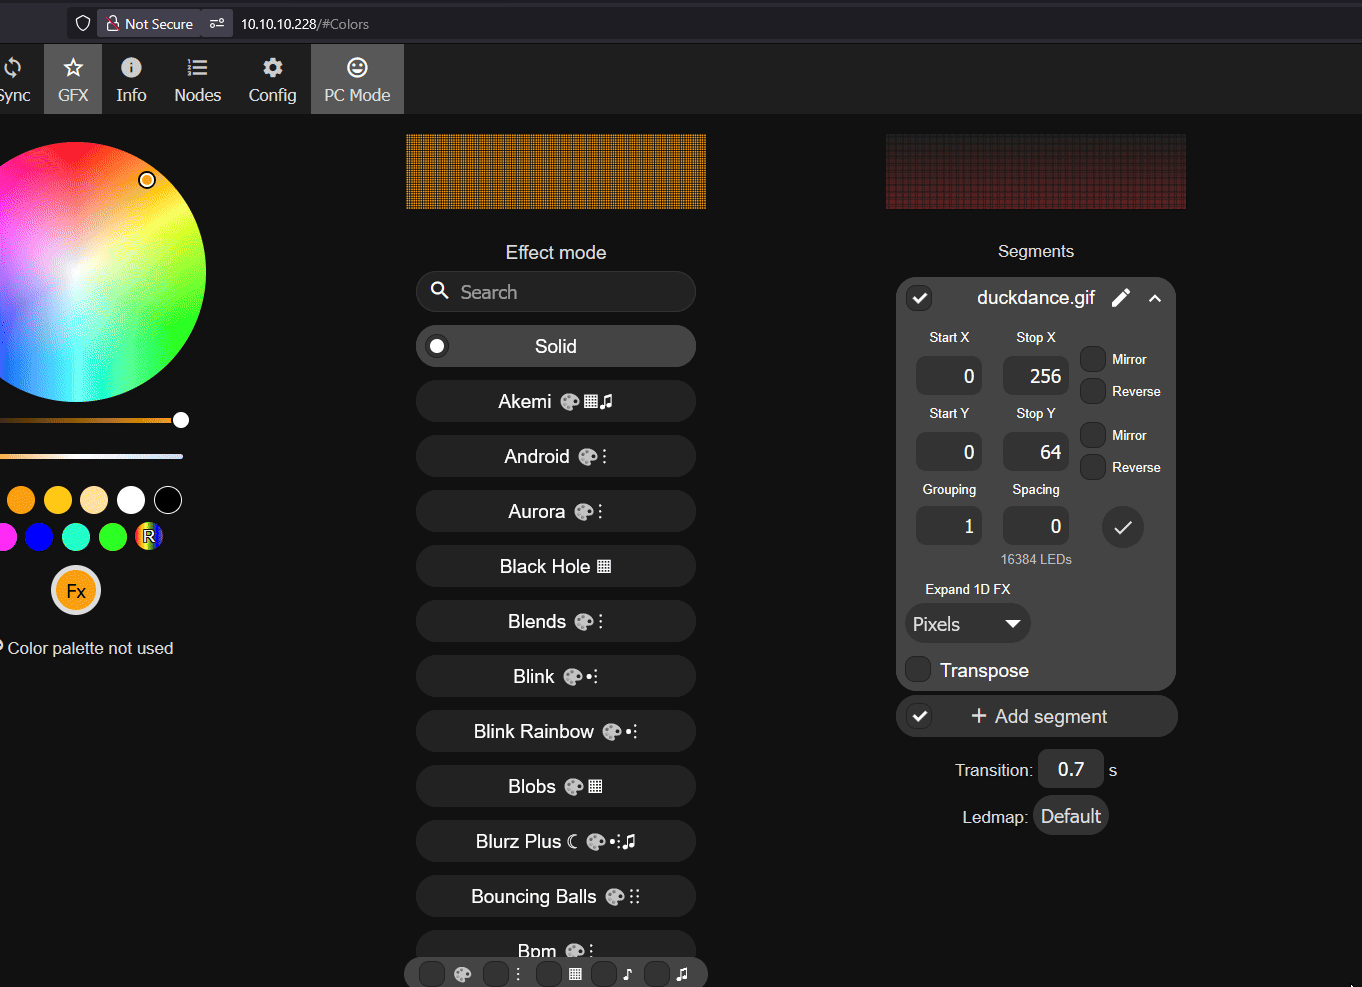 Not Secure
10.10.10.228/#Colors
Sync
GFX
Info
Nodes
Config
PC Mode
Fx
R
Color palette not used
Effect mode
Search
Solid
Akemi
Android
Aurora
Black Hole
Blends
Blink
Blink Rainbow
Blobs
Blurz Plus
Bouncing Balls
Bpm
Segments
duckdance.gif
Start X Stop X
0 256
Mirror
Reverse
Start Y Stop Y
0 64
Mirror
Reverse
Grouping Spacing
1 0
16384 LEDs
Expand 1D FX
Pixels
Transpose
+ Add segment
Transition: 0.7 s
Ledmap: Default